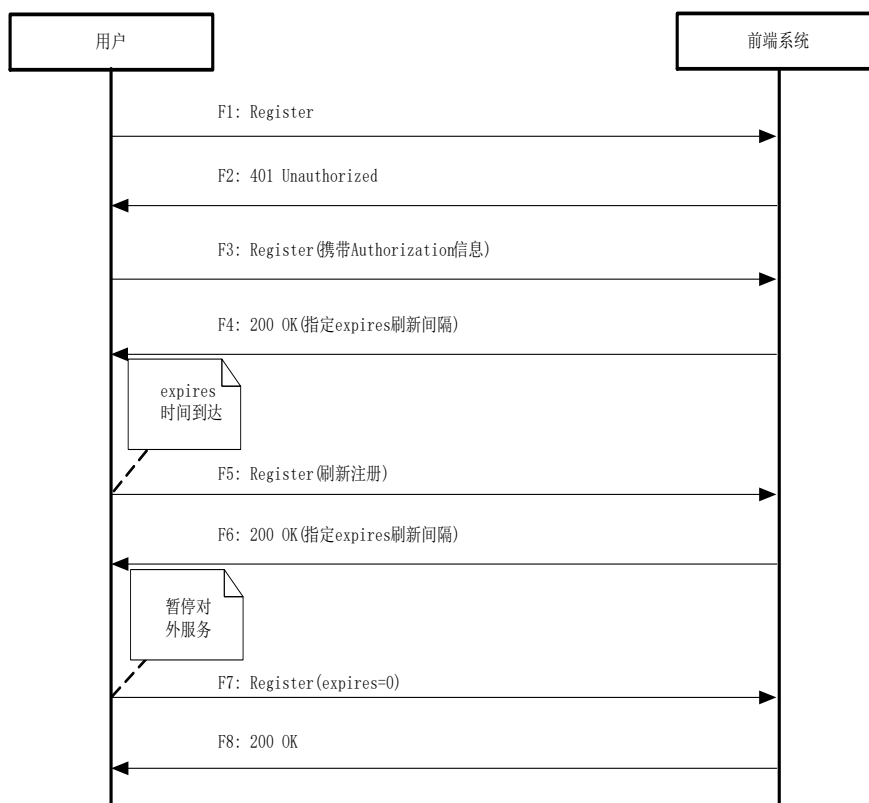 用户
前端系统
F1: Register
F2: 401 Unauthorized
F3: Register(携带Authorization信息)
F4: 200 OK(指定expires刷新间隔)
expires
时间到达
F5: Register(刷新注册)
F6: 200 OK(指定expires刷新间隔)
暂停对
外服务
F7: Register(expires=0)
F8: 200 OK